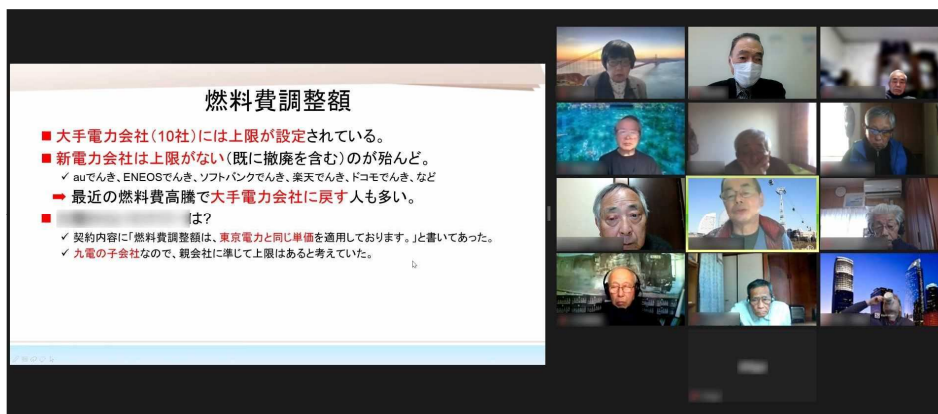 燃料費調整額
■ 大手電力会社(10社)には上限が設定されている。
■ 新電力会社は上限がない(既に撤廃を含む)のが殆んど。
✓ auでんき、ENEOSでんき、ソフトバンクでんき、楽天でんき、ドコモでんき、など
➡ 最近の燃料費高騰で大手電力会社に戻す人も多い。
■ は?
✓ 契約内容に「燃料費調整額は、東京電力と同じ単価を適用しております。」と書いてあった。
✓ 九電の子会社なので、親会社に準じて上限はあると考えていた。